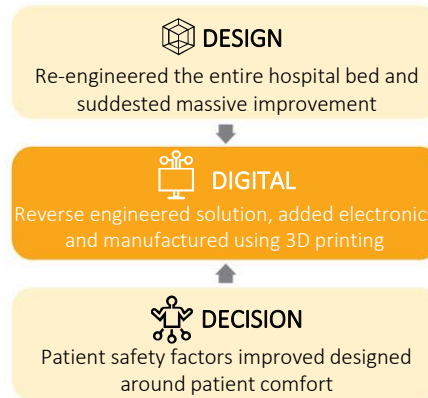 DESIGN
Re-engineered the entire hospital bed and
suddested massive improvement
DIGITAL
Reverse engineered solution, added electronic
and manufactured using 3D printing
DECISION
Patient safety factors improved designed
around patient comfort